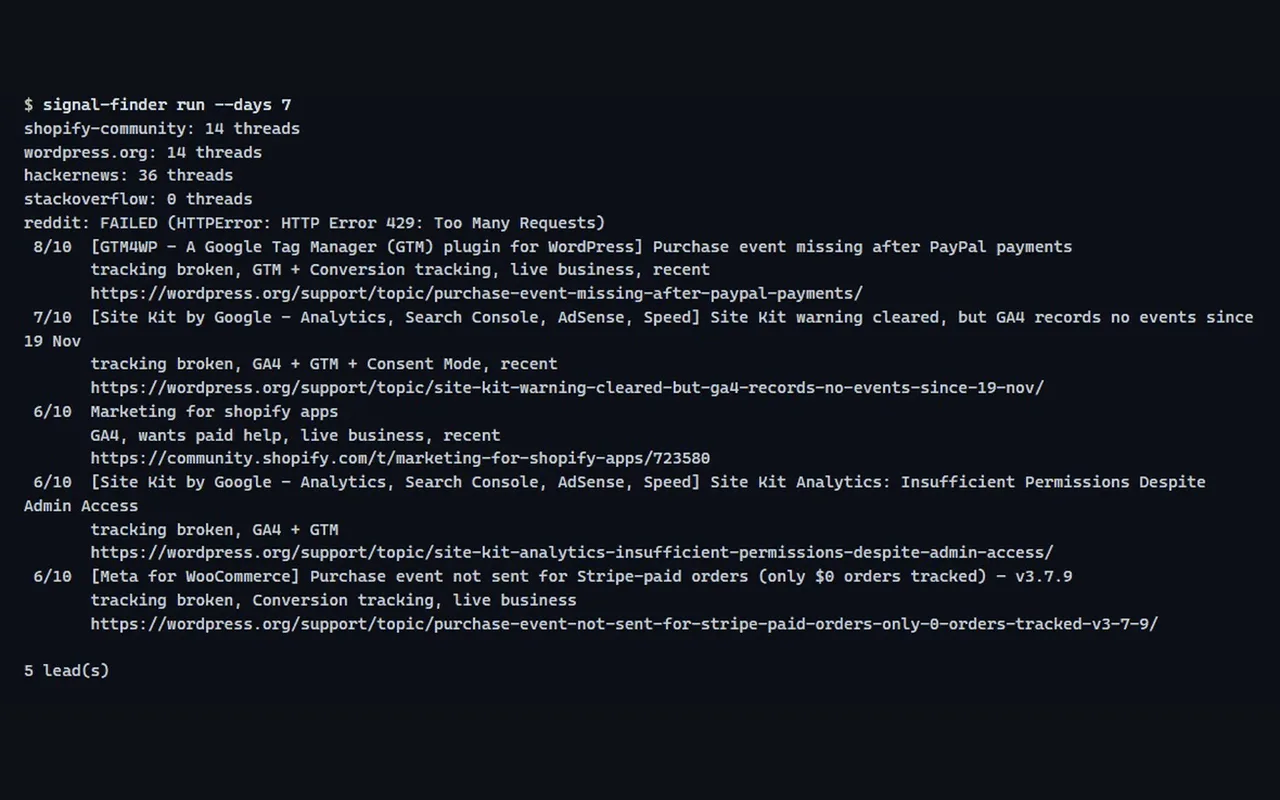 $ signal-finder run --days 7
shopify-community: 14 threads
wordpress.org: 14 threads
hackernews: 36 threads
stackoverflow: 0 threads
reddit: FAILED (HTTPError: HTTP Error 429: Too Many Requests)
8/10  [GTM4WP – A Google Tag Manager (GTM) plugin for WordPress] Purchase event missing after PayPal payments
tracking broken, GTM + Conversion tracking, live business, recent
https://wordpress.org/support/topic/purchase-event-missing-after-paypal-payments/
7/10  [Site Kit by Google – Analytics, Search Console, AdSense, Speed] Site Kit warning cleared, but GA4 records no events since
19 Nov
tracking broken, GA4 + GTM + Consent Mode, recent
https://wordpress.org/support/topic/site-kit-warning-cleared-but-ga4-records-no-events-since-19-nov/
6/10  Marketing for shopify apps
GA4, wants paid help, live business, recent
https://community.shopify.com/t/marketing-for-shopify-apps/723580
6/10  [Site Kit by Google – Analytics, Search Console, AdSense, Speed] Site Kit Analytics: Insufficient Permissions Despite
Admin Access
tracking broken, GA4 + GTM
https://wordpress.org/support/topic/site-kit-analytics-insufficient-permissions-despite-admin-access/
6/10  [Meta for WooCommerce] Purchase event not sent for Stripe-paid orders (only $0 orders tracked) – v3.7.9
tracking broken, Conversion tracking, live business
https://wordpress.org/support/topic/purchase-event-not-sent-for-stripe-paid-orders-only-0-orders-tracked-v3-7-9/
5 lead(s)